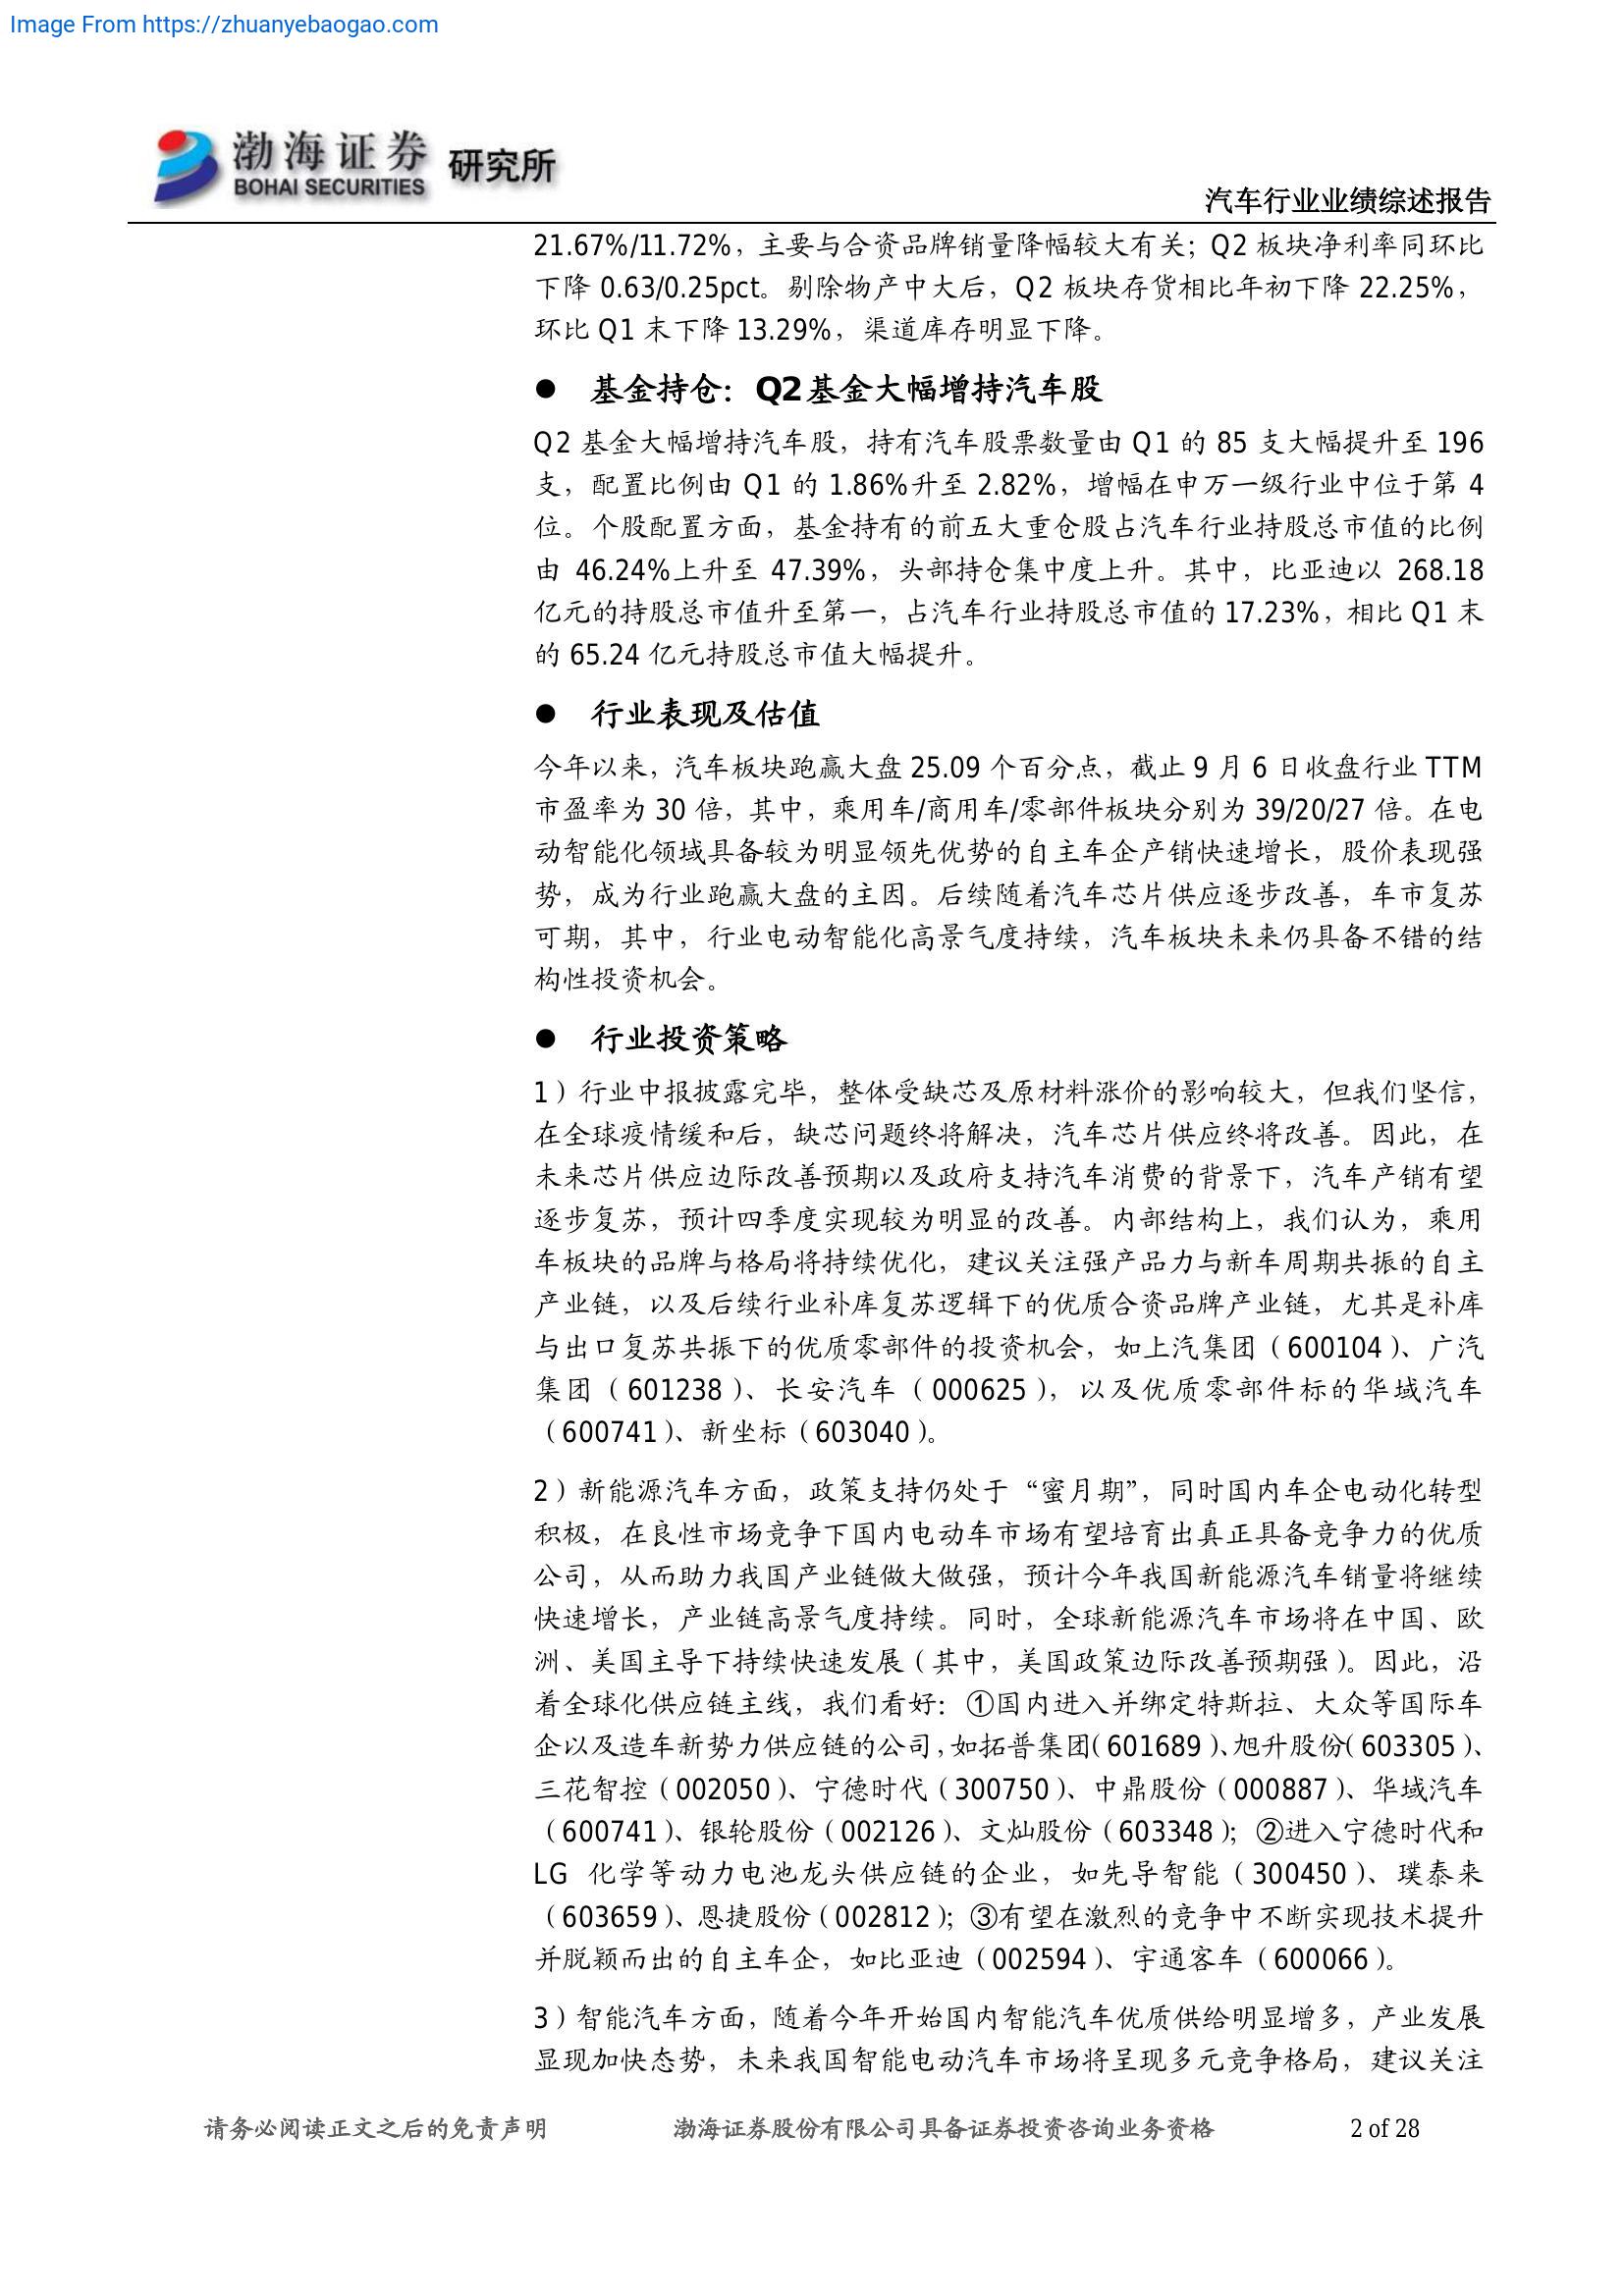 Image From https://zhuanyebaogao.com
渤海证券 研究所
BOHAI SECURITIES
汽车行业业绩综述报告
21.67%/11.72%，主要与合资品牌销量降幅较大有关；Q2 板块净利率同环比
下降 0.63/0.25pct。剔除物产中大后，Q2 板块存货相比年初下降 22.25%，
环比 Q1 末下降 13.29%，渠道库存明显下降。
● 基金持仓：Q2基金大幅增持汽车股
Q2 基金大幅增持汽车股，持有汽车股票数量由 Q1 的 85 支大幅提升至 196
支，配置比例由 Q1 的 1.86%升至 2.82%，增幅在申万一级行业中位于第 4
位。个股配置方面，基金持有的前五大重仓股占汽车行业持股总市值的比例
由 46.24%上升至 47.39%，头部持仓集中度上升。其中，比亚迪以 268.18
亿元的持股总市值升至第一，占汽车行业持股总市值的 17.23%，相比 Q1 末
的 65.24 亿元持股总市值大幅提升。
● 行业表现及估值
今年以来，汽车板块跑赢大盘 25.09 个百分点，截止 9 月 6 日收盘行业 TTM
市盈率为 30 倍，其中，乘用车/商用车/零部件板块分别为 39/20/27 倍。在电
动智能化领域具备较为明显领先优势的自主车企产销快速增长，股价表现强
势，成为行业跑赢大盘的主因。后续随着汽车芯片供应逐步改善，车市复苏
可期，其中，行业电动智能化高景气度持续，汽车板块未来仍具备不错的结
构性投资机会。
● 行业投资策略
1）行业中报披露完毕，整体受缺芯及原材料涨价的影响较大，但我们坚信，
在全球疫情缓和后，缺芯问题终将解决，汽车芯片供应终将改善。因此，在
未来芯片供应边际改善预期以及政府支持汽车消费的背景下，汽车产销有望
逐步复苏，预计四季度实现较为明显的改善。内部结构上，我们认为，乘用
车板块的品牌与格局将持续优化，建议关注强产品力与新车周期共振的自主
产业链，以及后续行业补库复苏逻辑下的优质合资品牌产业链，尤其是补库
与出口复苏共振下的优质零部件的投资机会，如上汽集团（600104）、广汽
集团（601238）、长安汽车（000625），以及优质零部件标的华域汽车
（600741）、新坐标（603040）。
2）新能源汽车方面，政策支持仍处于“蜜月期”，同时国内车企电动化转型
积极，在良性市场竞争下国内电动车市场有望培育出真正具备竞争力的优质
公司，从而助力我国产业链做大做强，预计今年我国新能源汽车销量将继续
快速增长，产业链高景气度持续。同时，全球新能源汽车市场将在中国、欧
洲、美国主导下持续快速发展（其中，美国政策边际改善预期强）。因此，沿
着全球化供应链主线，我们看好：①国内进入并绑定特斯拉、大众等国际车
企以及造车新势力供应链的公司，如拓普集团（601689）、旭升股份（603305）、
三花智控（002050）、宁德时代（300750）、中鼎股份（000887）、华域汽车
（600741）、银轮股份（002126）、文灿股份（603348）；②进入宁德时代和
LG 化学等动力电池龙头供应链的企业，如先导智能（300450）、璞泰来
（603659）、恩捷股份（002812）；③有望在激烈的竞争中不断实现技术提升
并脱颖而出的自主车企，如比亚迪（002594）、宇通客车（600066）。
3）智能汽车方面，随着今年开始国内智能汽车优质供给明显增多，产业发展
显现加快态势，未来我国智能电动汽车市场将呈现多元竞争格局，建议关注
请务必阅读正文之后的免责声明 渤海证券股份有限公司具备证券投资咨询业务资格 2 of 28